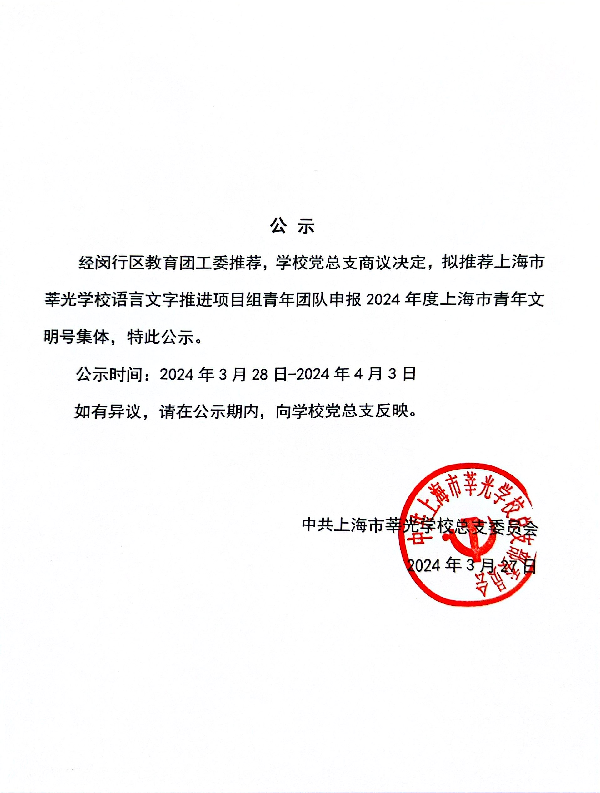 公 示
经闵行区教育团工委推荐，学校党总支商议决定，拟推荐上海市
莘光学校语言文字推进项目组青年团队申报 2024 年度上海市青年文
明号集体，特此公示。
公示时间：2024 年 3 月 28 日-2024 年 4 月 3 日
如有异议，请在公示期内，向学校党总支反映。
中共上海市莘光学校总支委员会
2024 年 3 月 27 日
中共上海市莘光学校总支部委员会